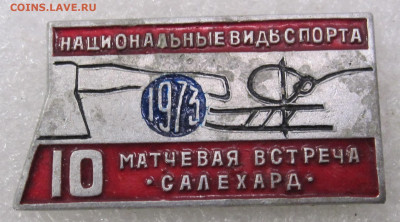 COINS.LAVE.RU
НАЦИОНАЛЬНЫЕ ВИДЫ СПОРТА
1973
10 МАТЧЕВАЯ ВСТРЕЧА
·САЛЕХАРД·